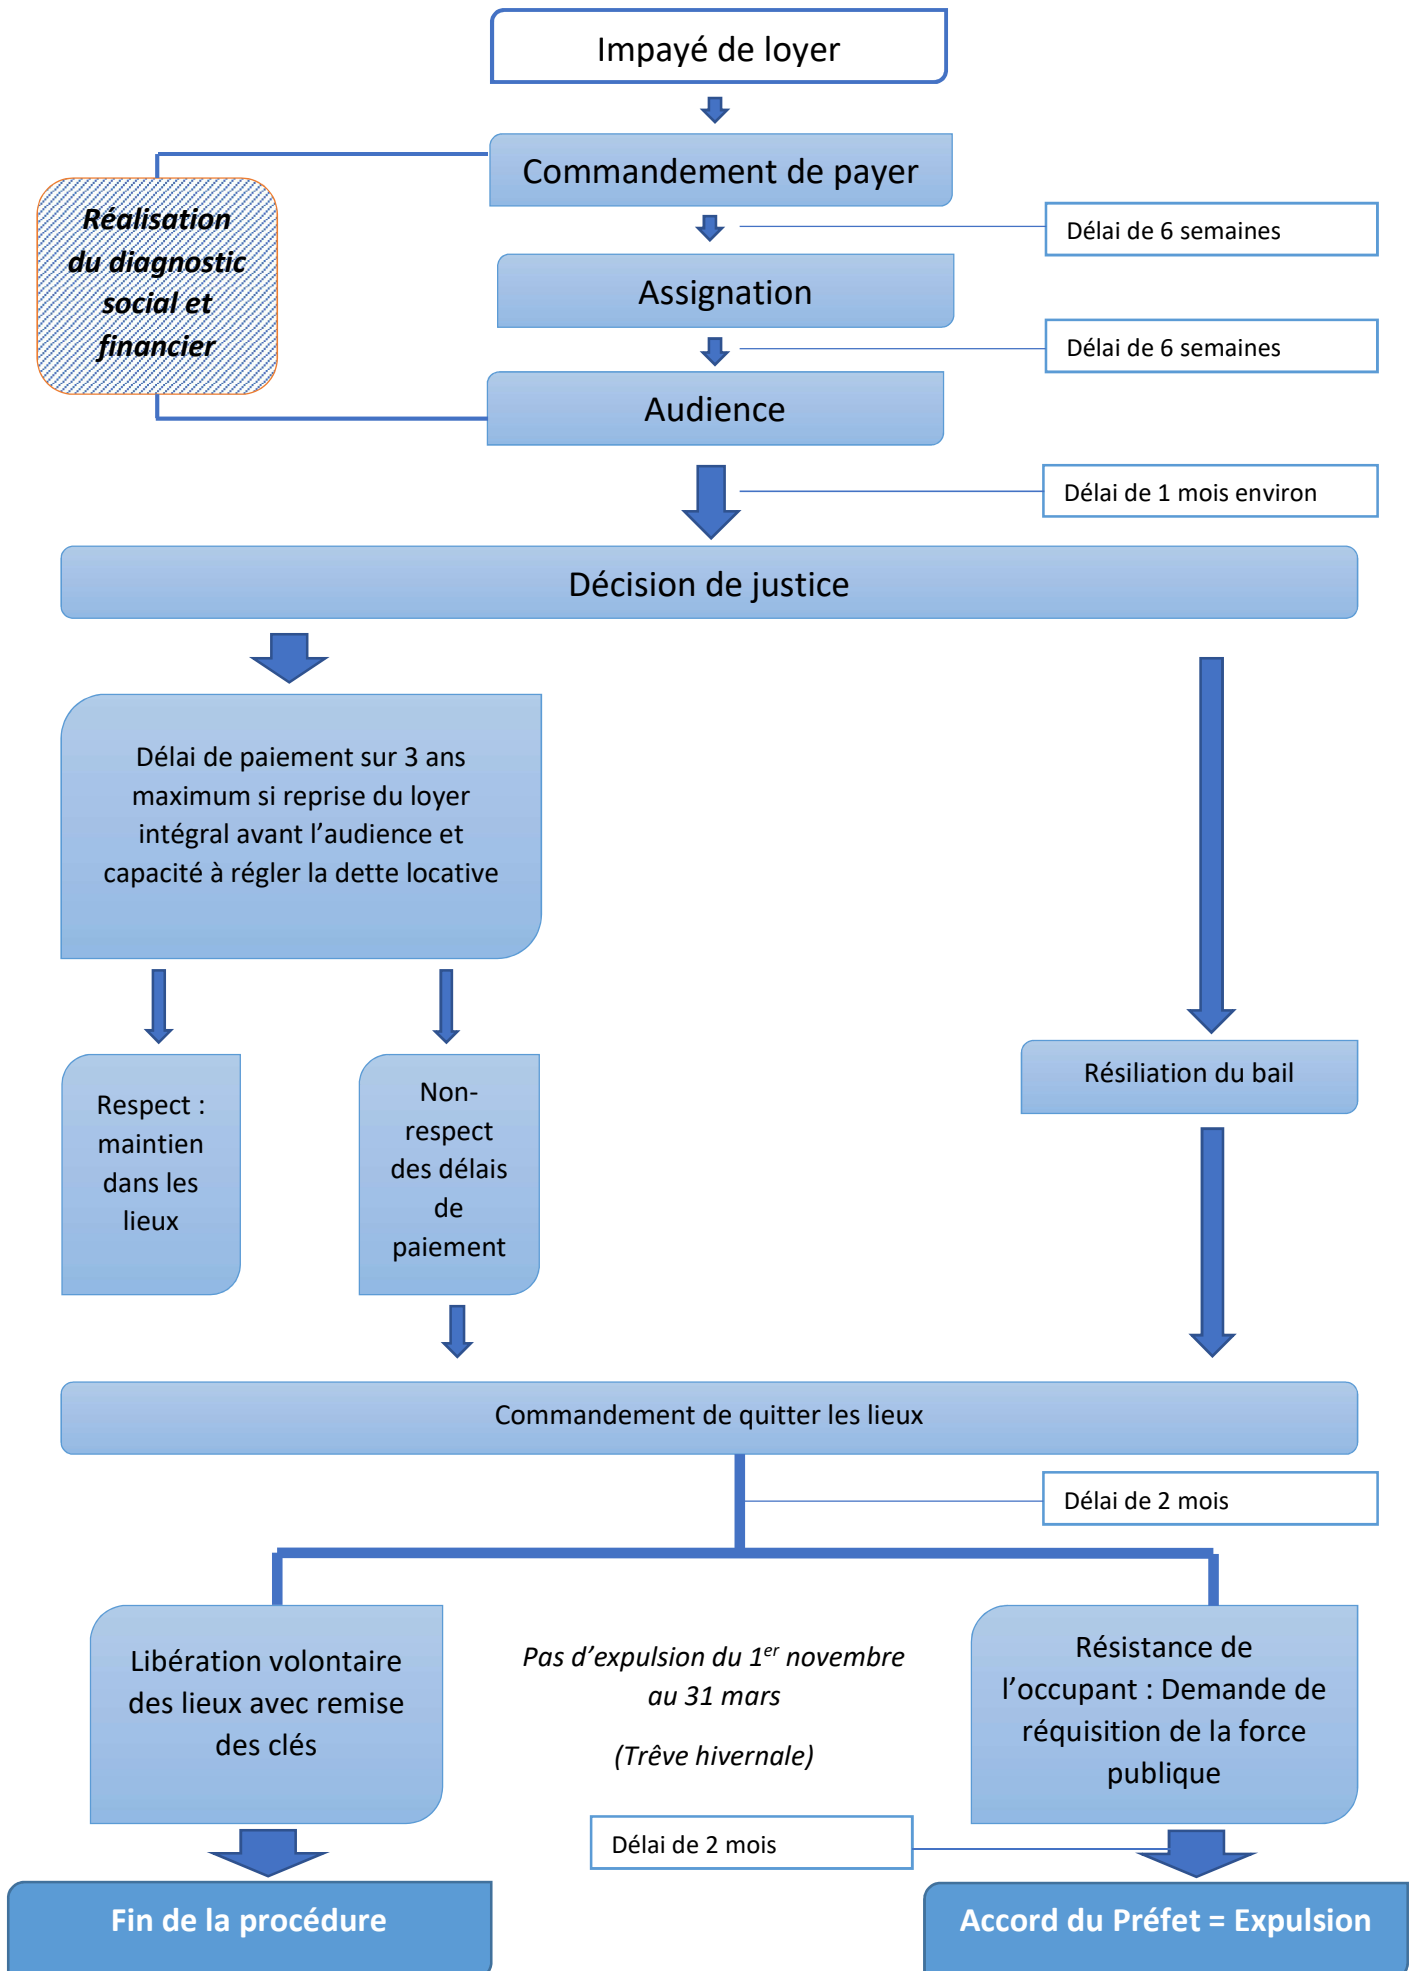 Impayé de loyer
Commandement de payer
Réalisation
du diagnostic
social et
financier
Délai de 6 semaines
Assignation
Délai de 6 semaines
Audience
Délai de 1 mois environ
Décision de justice
Délai de paiement sur 3 ans
maximum si reprise du loyer
intégral avant l’audience et
capacité à régler la dette locative
Respect :
maintien
dans les
lieux
Non-
respect
des délais
de
paiement
Résiliation du bail
Commandement de quitter les lieux
Délai de 2 mois
Libération volontaire
des lieux avec remise
des clés
Pas d’expulsion du 1er novembre
au 31 mars
(Trêve hivernale)
Résistance de
l’occupant : Demande de
réquisition de la force
publique
Délai de 2 mois
Fin de la procédure
Accord du Préfet = Expulsion